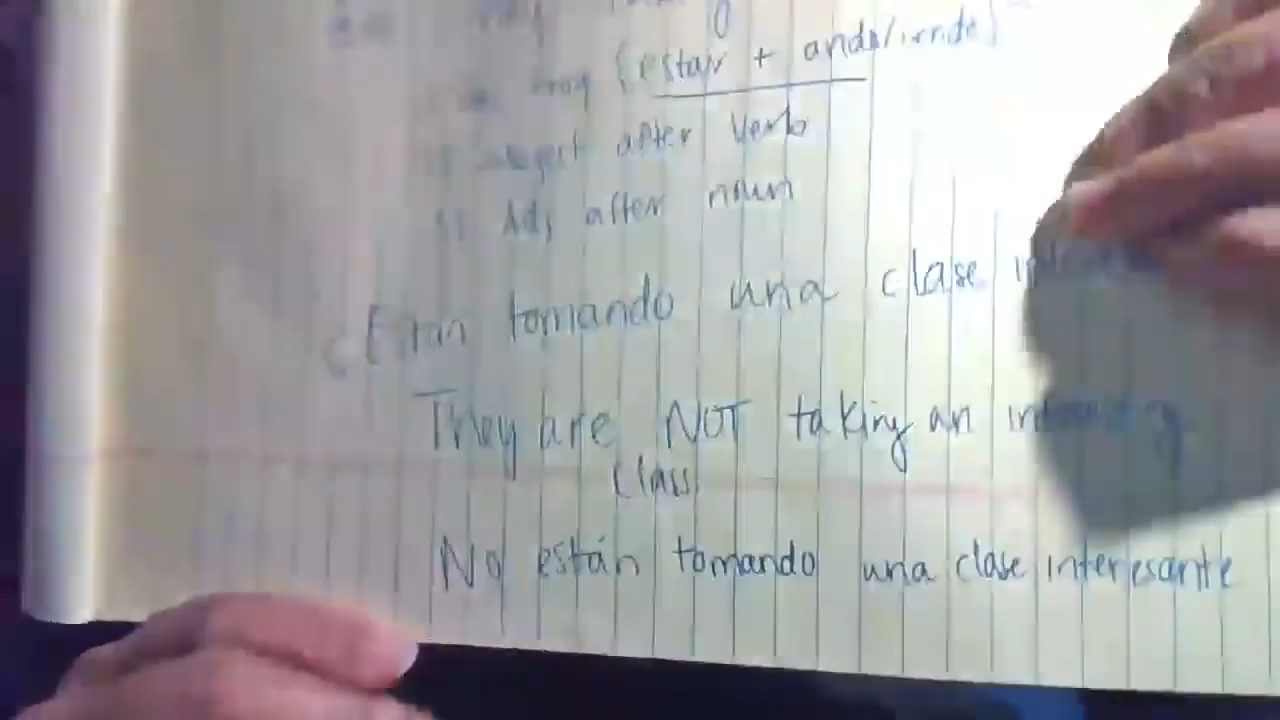 {estar + ando/iendo}
after verb
Adj after noun
¿Están tomando una clase
They are NOT taking an
class
No están tomando una clase interesante